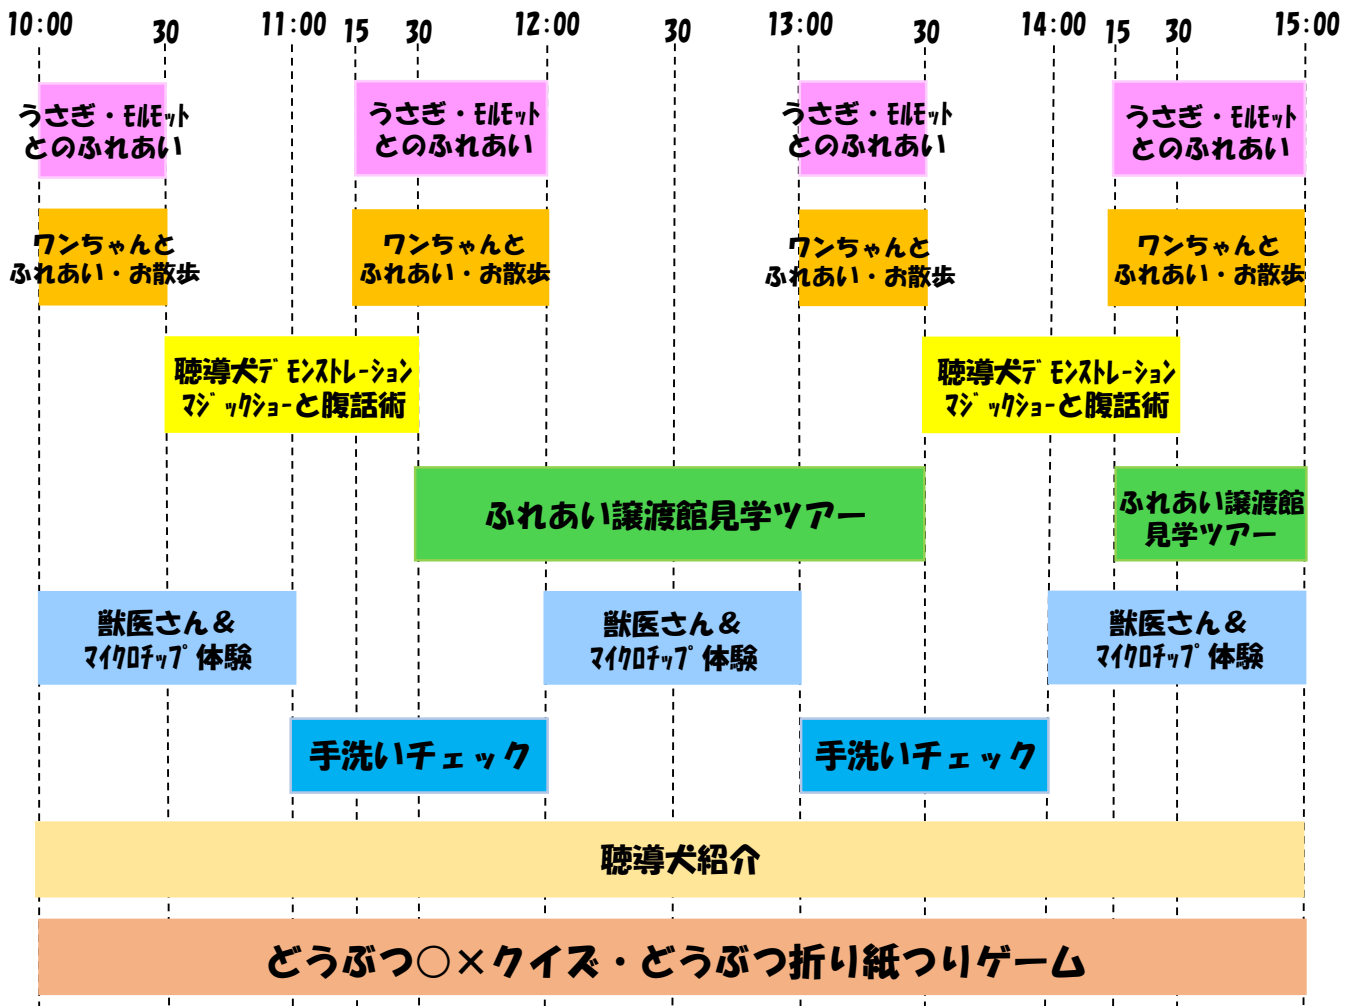 10:00 30 11:00 15 30 12:00 30 13:00 30 14:00 15 30 15:00
うさぎ・ﾓﾙﾓｯﾄ
とのふれあい
うさぎ・ﾓﾙﾓｯﾄ
とのふれあい
うさぎ・ﾓﾙﾓｯﾄ
とのふれあい
うさぎ・ﾓﾙﾓｯﾄ
とのふれあい
ワンちゃんと
ふれあい・お散歩
ワンちゃんと
ふれあい・お散歩
ワンちゃんと
ふれあい・お散歩
ワンちゃんと
ふれあい・お散歩
聴導犬ﾃﾞﾓﾝｽﾄﾚｰｼｮﾝ
ﾏｼﾞｯｸｼｮｰと腹話術
聴導犬ﾃﾞﾓﾝｽﾄﾚｰｼｮﾝ
ﾏｼﾞｯｸｼｮｰと腹話術
ふれあい譲渡館見学ツアー
ふれあい譲渡館
見学ツアー
獣医さん＆
ﾏｲｸﾛﾁｯﾌﾟ体験
獣医さん＆
ﾏｲｸﾛﾁｯﾌﾟ体験
獣医さん＆
ﾏｲｸﾛﾁｯﾌﾟ体験
手洗いチェック
手洗いチェック
聴導犬紹介
どうぶつ○×クイズ・どうぶつ折り紙つりゲーム